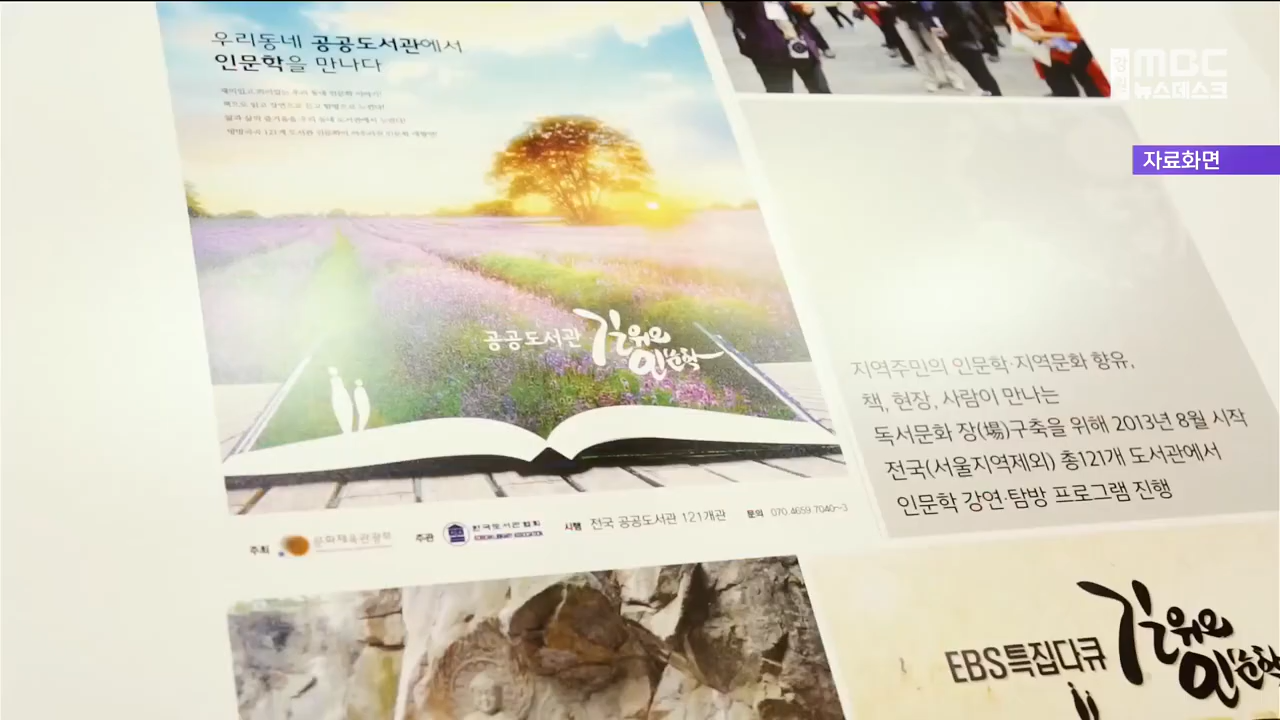 우리동네 공공도서관에서
인문학을 만나다
공공도서관 길 위의 인문학
주최 문화체육관광부 주관 한국도서관협회 시행 전국 공공도서관 121개관 문의 070.4659.7040~3
강원 MBC
뉴스데스크
자료화면
지역주민의 인문학·지역문화 향유,
책, 현장, 사람이 만나는
독서문화 장(場)구축을 위해 2013년 8월 시작
전국(서울지역제외) 총121개 도서관에서
인문학 강연·탐방 프로그램 진행
EBS특집다큐 길 위의 인문학